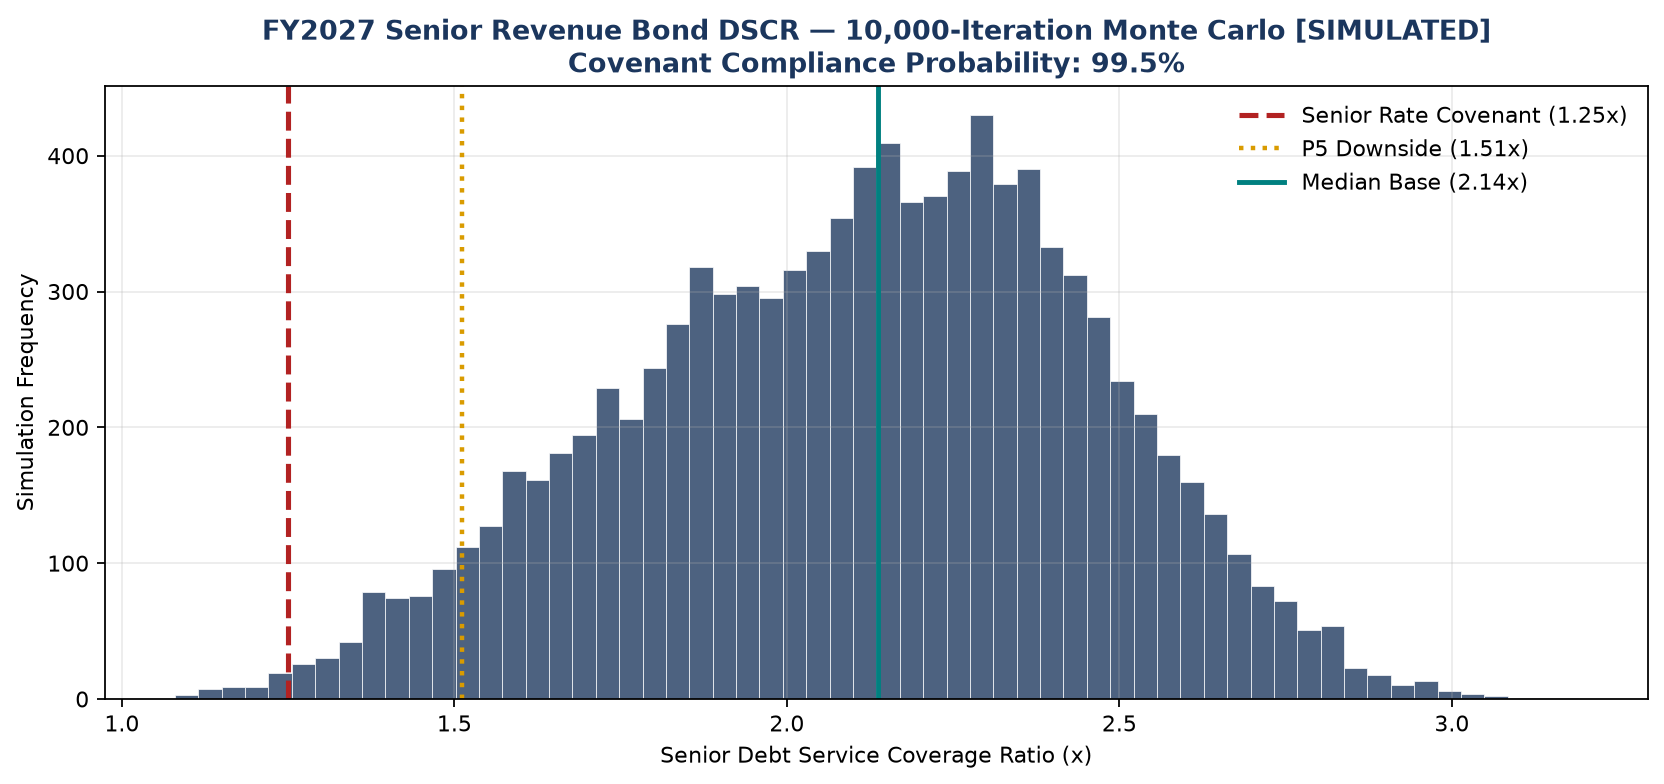 FY2027 Senior Revenue Bond DSCR — 10,000-Iteration Monte Carlo [SIMULATED]
Covenant Compliance Probability: 99.5%
Senior Rate Covenant (1.25x)
P5 Downside (1.51x)
Median Base (2.14x)
Simulation Frequency
400
300
200
100
0
1.0
1.5
2.0
2.5
3.0
Senior Debt Service Coverage Ratio (x)